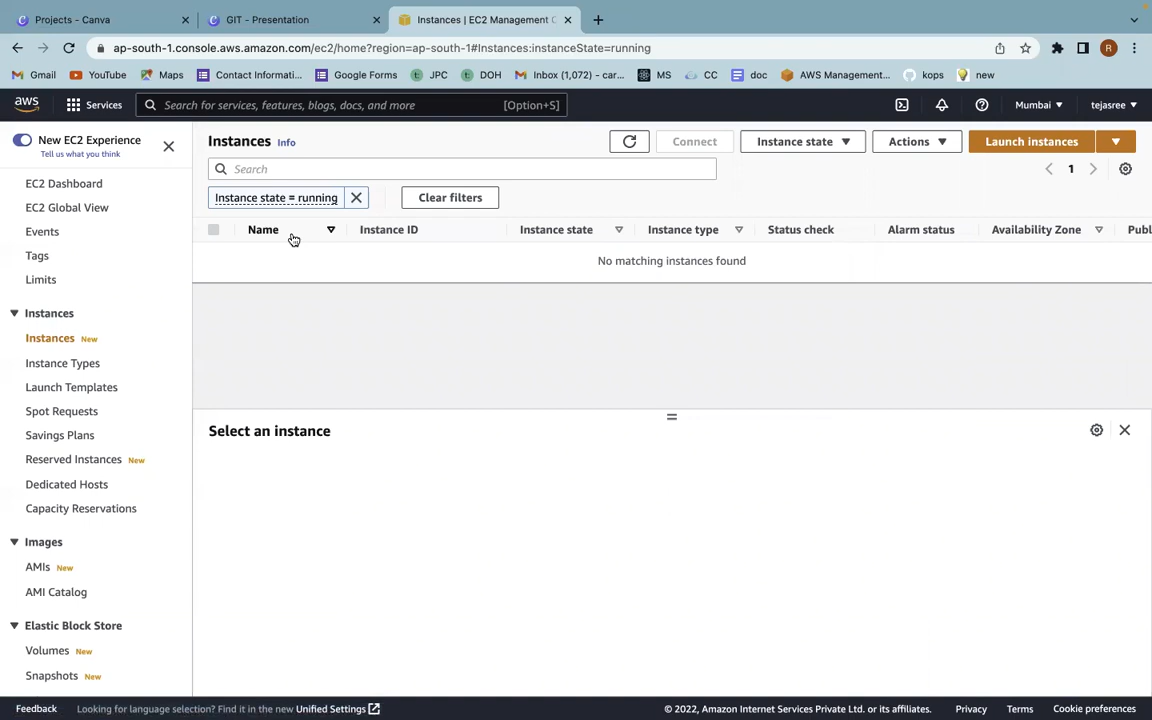 Projects - Canva
GIT - Presentation
Instances | EC2 Management C
ap-south-1.console.aws.amazon.com/ec2/home?region=ap-south-1#Instances:instanceState=running
Gmail YouTube Maps Contact Informati... Google Forms JPC DOH Inbox (1,072) - car... MS CC doc AWS Management... kops new
aws Services Search for services, features, blogs, docs, and more [Option+S] Mumbai ▼ tejasree ▼
New EC2 Experience
Tell us what you think
EC2 Dashboard
EC2 Global View
Events
Tags
Limits
Instances
Instances New
Instance Types
Launch Templates
Spot Requests
Savings Plans
Reserved Instances New
Dedicated Hosts
Capacity Reservations
Images
AMIs New
AMI Catalog
Elastic Block Store
Volumes New
Snapshots New
Instances Info
Connect Instance state ▼ Actions ▼ Launch instances ▼
Search
1
Instance state = running
Clear filters
Name Instance ID Instance state Instance type Status check Alarm status Availability Zone Publ
No matching instances found
Select an instance
Feedback Looking for language selection? Find it in the new Unified Settings © 2022, Amazon Internet Services Private Ltd. or its affiliates. Privacy Terms Cookie preferences